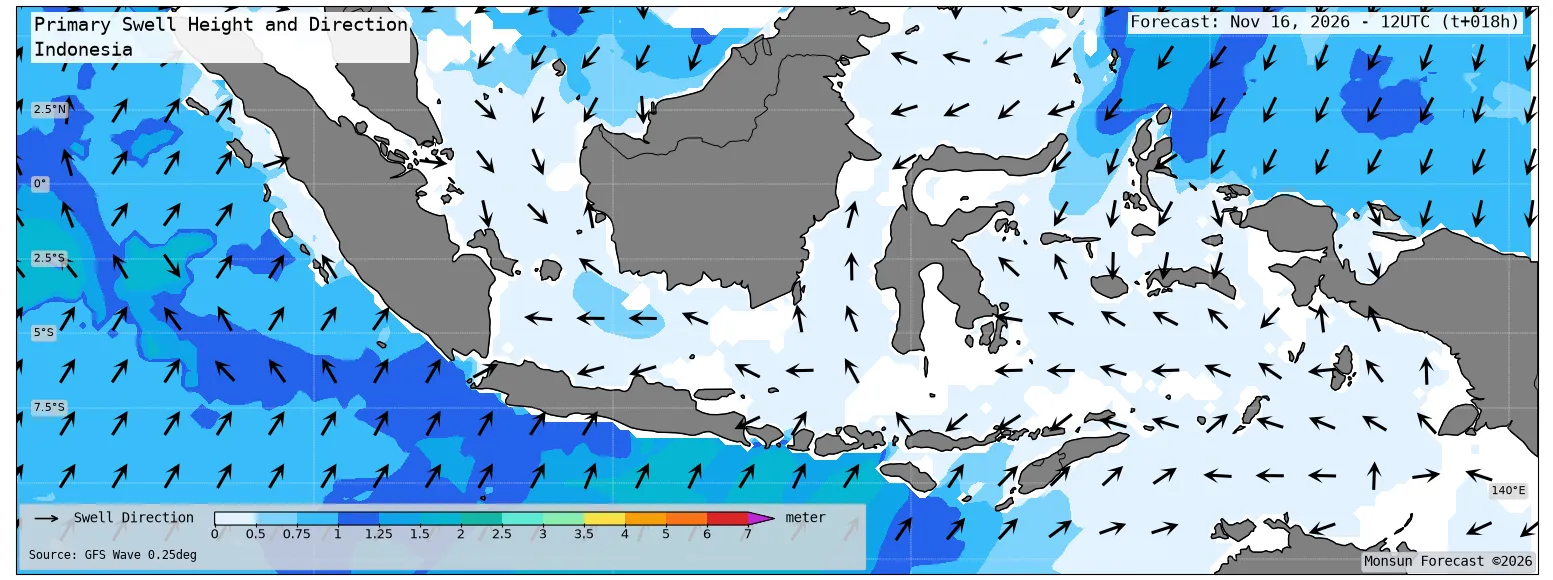 Primary Swell Height and Direction
Indonesia
Forecast: Nov 16, 2026 - 12UTC (t+018h)
2.5°N
0°
2.5°S
5°S
7.5°S
140°E
Swell Direction
meter
0 0.5 0.75 1 1.25 1.5 2 2.5 3 3.5 4 5 6 7
Source: GFS Wave 0.25deg
Monsun Forecast ©2026